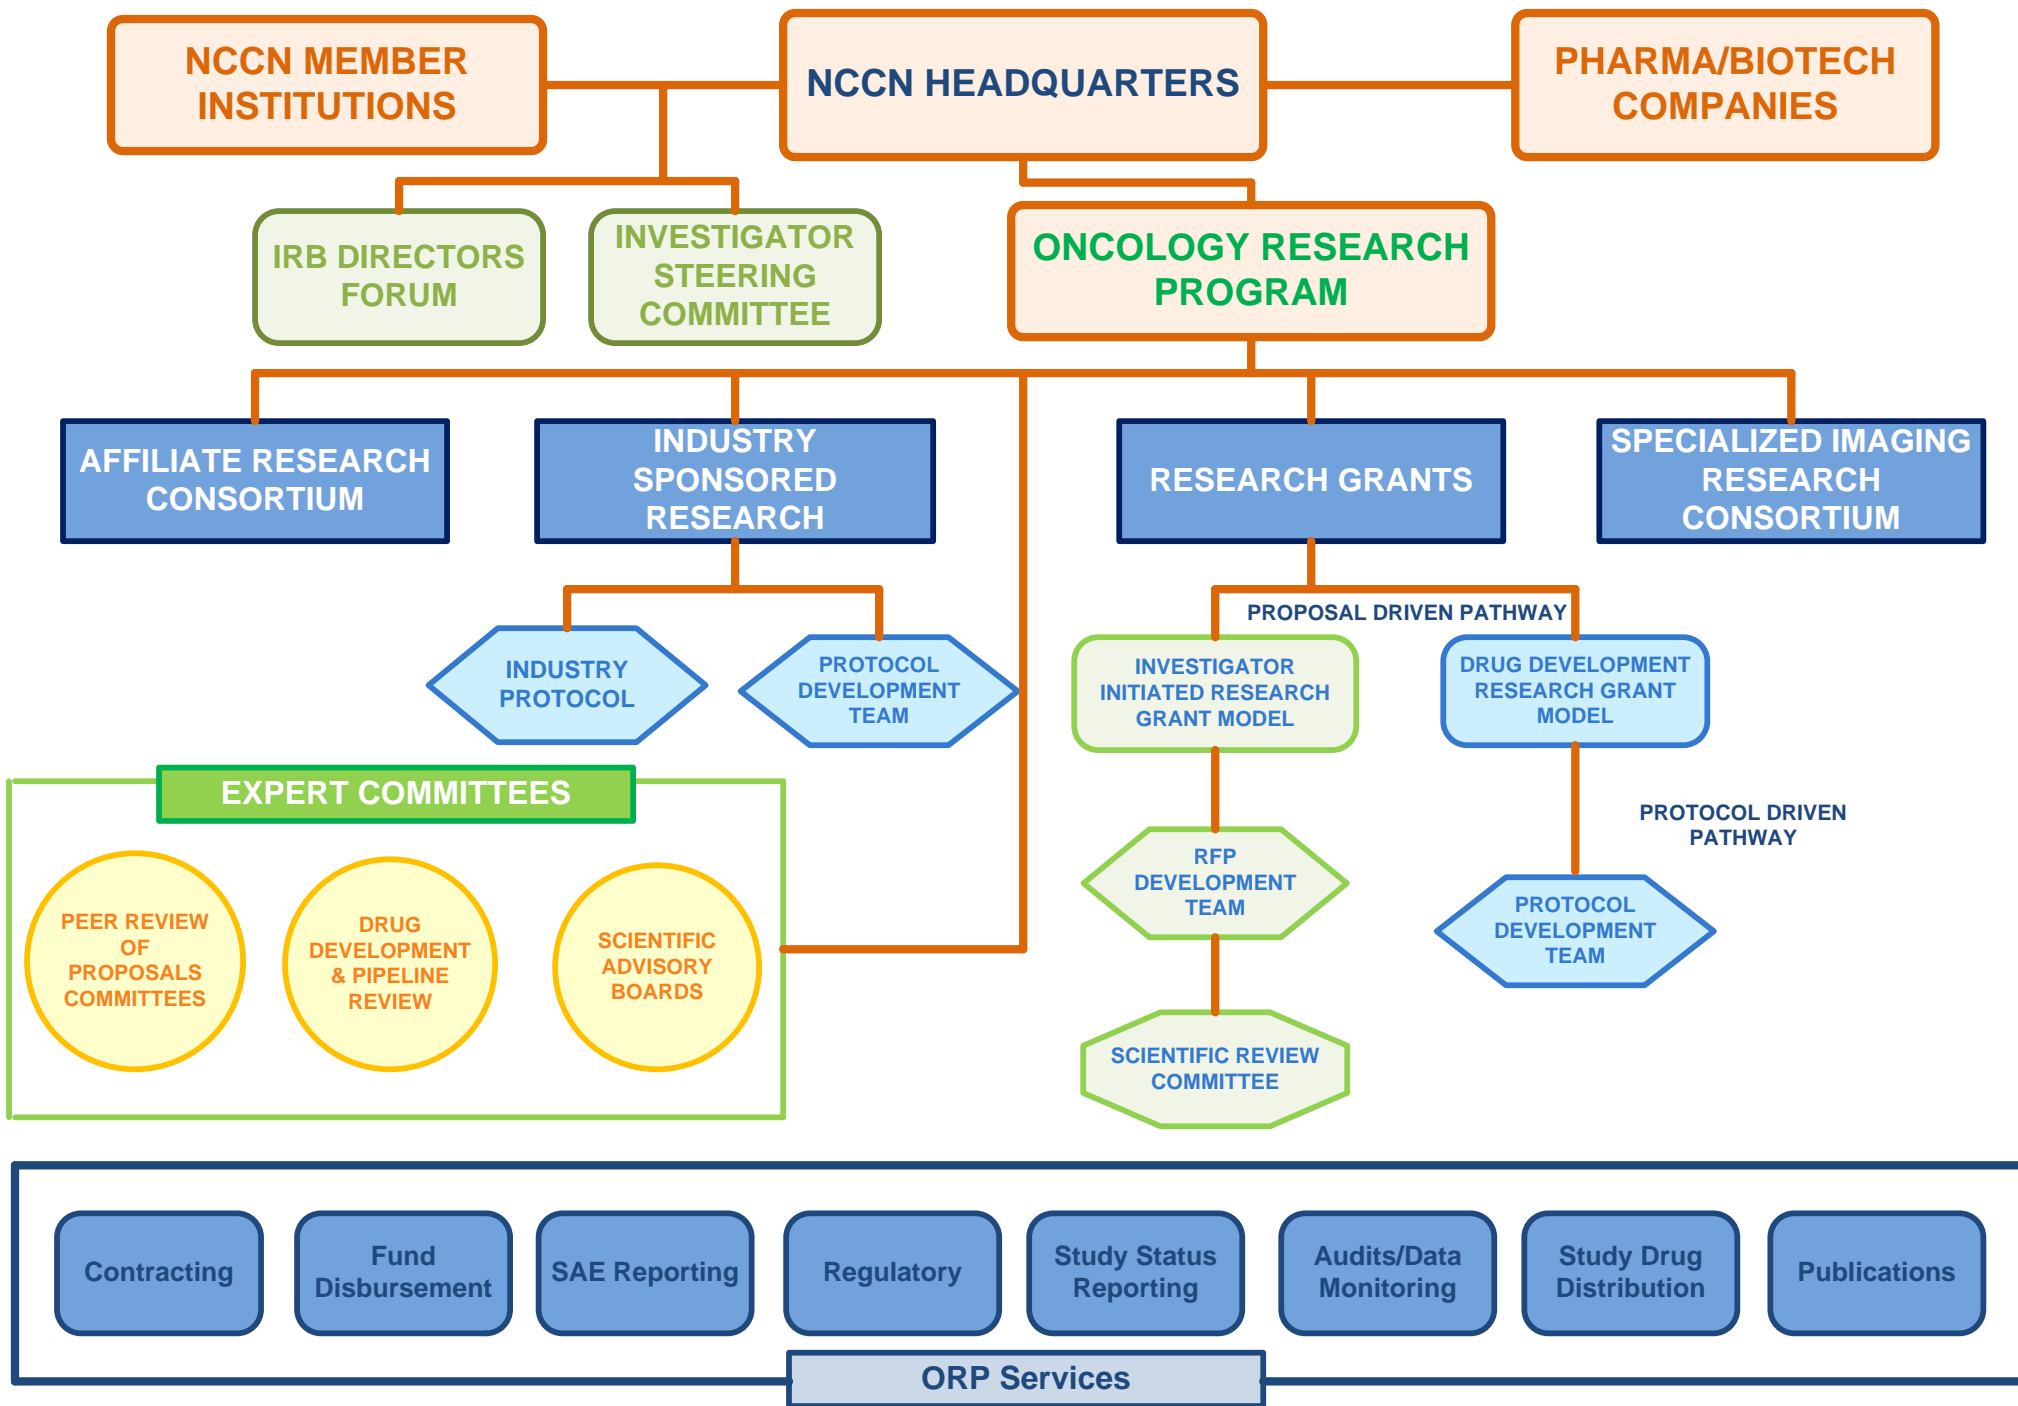 NCCN MEMBER
INSTITUTIONS
NCCN HEADQUARTERS
PHARMA/BIOTECH
COMPANIES
IRB DIRECTORS
FORUM
INVESTIGATOR
STEERING
COMMITTEE
ONCOLOGY RESEARCH
PROGRAM
AFFILIATE RESEARCH
CONSORTIUM
INDUSTRY
SPONSORED
RESEARCH
RESEARCH GRANTS
SPECIALIZED IMAGING
RESEARCH
CONSORTIUM
PROPOSAL DRIVEN PATHWAY
INDUSTRY
PROTOCOL
PROTOCOL
DEVELOPMENT
TEAM
INVESTIGATOR
INITIATED RESEARCH
GRANT MODEL
DRUG DEVELOPMENT
RESEARCH GRANT
MODEL
EXPERT COMMITTEES
PROTOCOL DRIVEN
PATHWAY
PEER REVIEW
OF
PROPOSALS
COMMITTEES
DRUG
DEVELOPMENT
& PIPELINE
REVIEW
SCIENTIFIC
ADVISORY
BOARDS
RFP
DEVELOPMENT
TEAM
PROTOCOL
DEVELOPMENT
TEAM
SCIENTIFIC REVIEW
COMMITTEE
Contracting
Fund
Disbursement
SAE Reporting
Regulatory
Study Status
Reporting
Audits/Data
Monitoring
Study Drug
Distribution
Publications
ORP Services